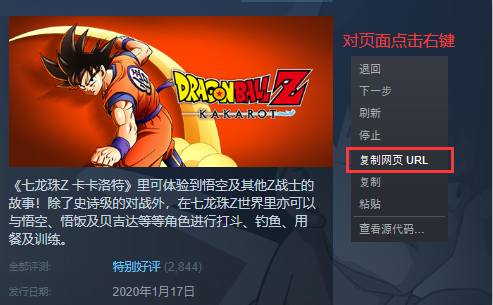 对页面点击右键
DRAGONBALL Z
KAKAROT
退回
下一步
刷新
停止
复制网页 URL
复制
粘贴
查看源代码...
《七龙珠Z 卡卡洛特》里可体验到悟空及其他Z战士的
故事！除了史诗级的对战外，在七龙珠Z世界里亦可以
与悟空、悟饭及贝吉达等等角色进行打斗、钓鱼、用
餐及训练。
全部评测:
特别好评 (2,844)
发行日期:
2020年1月17日